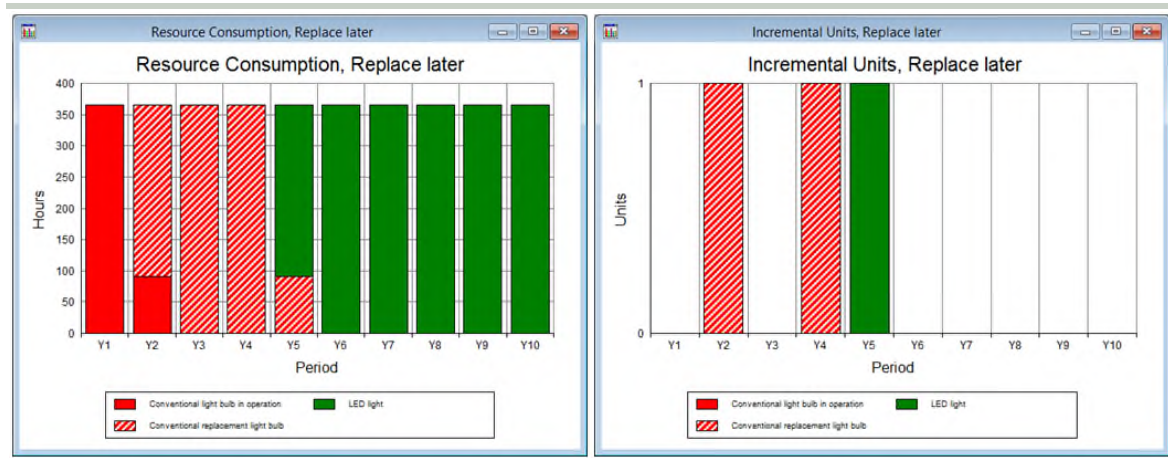 Resource Consumption, Replace later
Resource Consumption, Replace later
400
350
300
250
200
150
100
50
0
Hours
Y1 Y2 Y3 Y4 Y5 Y6 Y7 Y8 Y9 Y10
Period
Conventional light bulb in operation LED light
Conventional replacement light bulb
Incremental Units, Replace later
Incremental Units, Replace later
1
0
Units
Y1 Y2 Y3 Y4 Y5 Y6 Y7 Y8 Y9 Y10
Period
Conventional light bulb in operation LED light
Conventional replacement light bulb